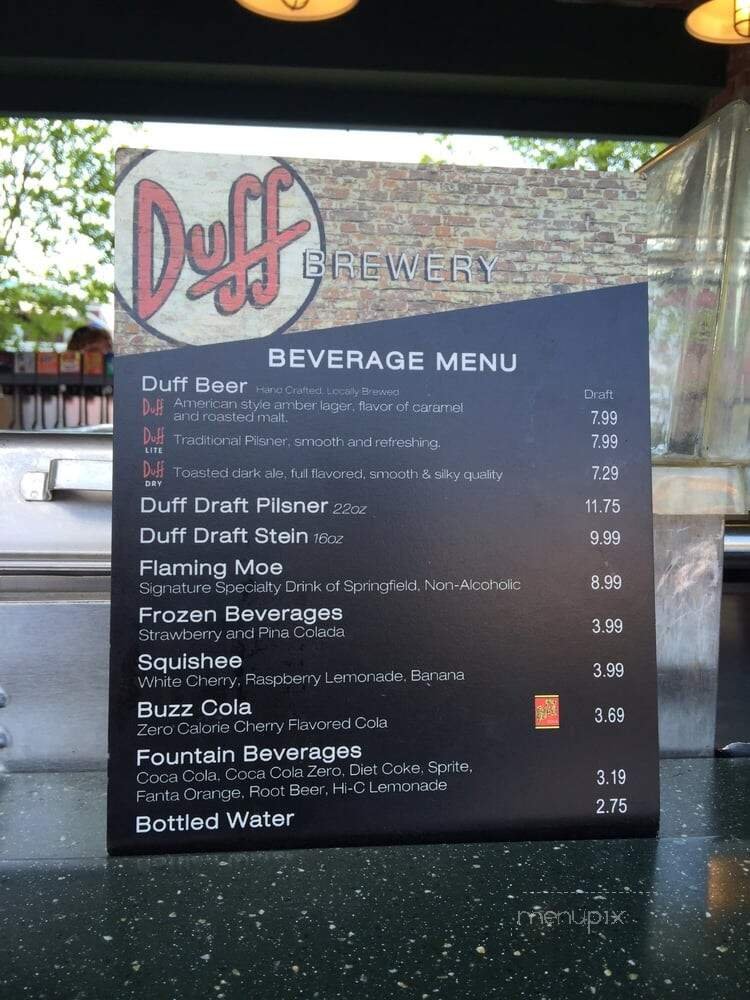 Duff
BREWERY
BEVERAGE MENU
Duff Beer Hand Crafted. Locally Brewed
Draft
Duff American style amber lager, flavor of caramel
and roasted malt. 7.99
Duff LITE Traditional Pilsner, smooth and refreshing. 7.99
Duff DRY Toasted dark ale, full flavored, smooth & silky quality 7.29
Duff Draft Pilsner 22oz 11.75
Duff Draft Stein 16oz 9.99
Flaming Moe
Signature Specialty Drink of Springfield, Non-Alcoholic 8.99
Frozen Beverages 3.99
Strawberry and Pina Colada
Squishee 3.99
White Cherry, Raspberry Lemonade, Banana
Buzz Cola 3.69
Zero Calorie Cherry Flavored Cola
Fountain Beverages
Coca Cola, Coca Cola Zero, Diet Coke, Sprite, 3.19
Fanta Orange, Root Beer, Hi-C Lemonade
Bottled Water 2.75
menupix